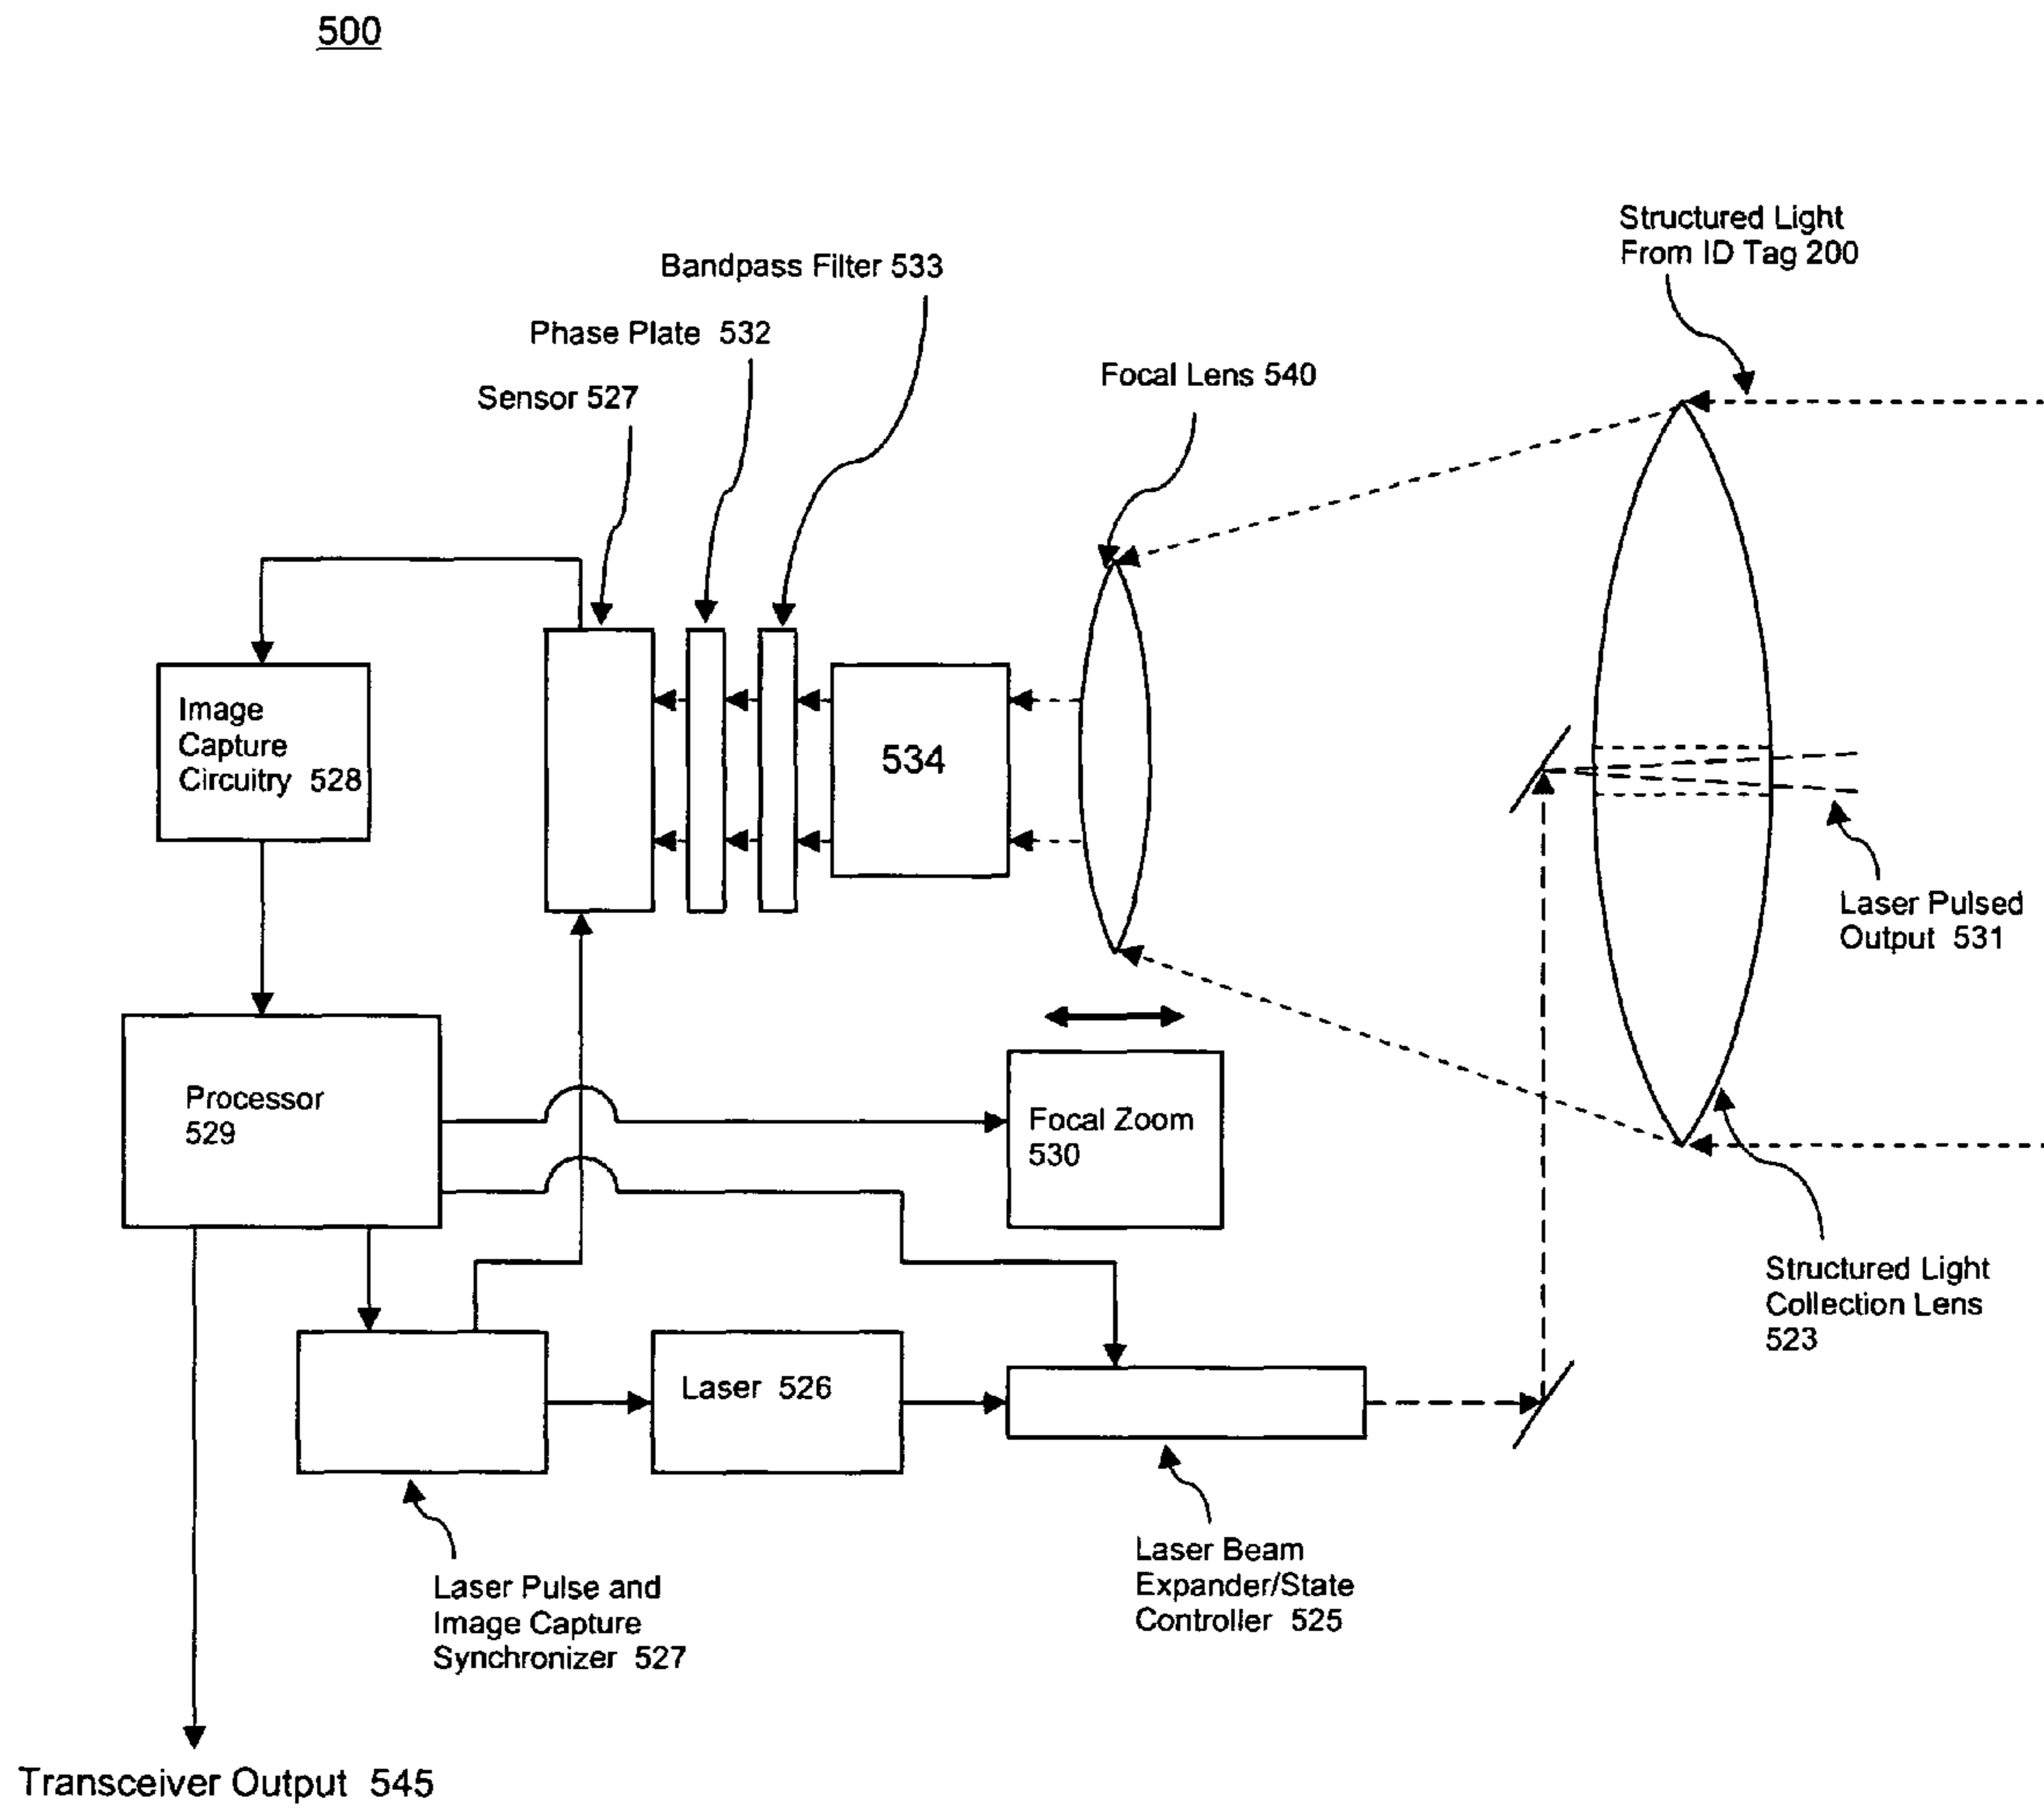 500
Structured Light
From ID Tag 200
Bandpass Filter 533
Phase Plate 532
Focal Lens 540
Sensor 527
Image
Capture
Circuitry 528
534
Laser Pulsed
Output 531
Processor
529
Focal Zoom
530
Structured Light
Collection Lens
523
Laser 526
Laser Beam
Expander/State
Controller 525
Laser Pulse and
Image Capture
Synchronizer 527
Transceiver Output 545